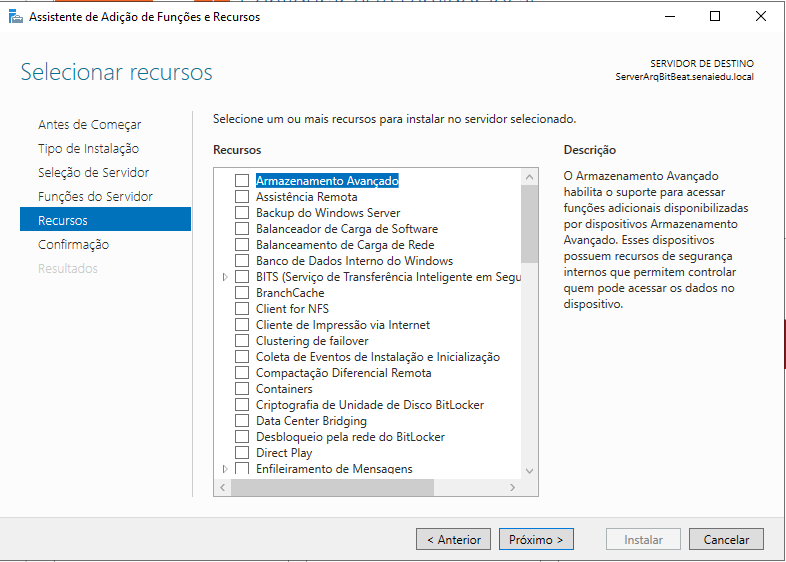 Assistente de Adição de Funções e Recursos
Selecionar recursos
SERVIDOR DE DESTINO
ServerArqBitBeat.senaiedu.local
Antes de Começar
Tipo de Instalação
Seleção de Servidor
Funções do Servidor
Recursos
Confirmação
Resultados
Selecione um ou mais recursos para instalar no servidor selecionado.
Recursos
Armazenamento Avançado
Assistência Remota
Backup do Windows Server
Balanceador de Carga de Software
Balanceamento de Carga de Rede
Banco de Dados Interno do Windows
BITS (Serviço de Transferência Inteligente em Segu
BranchCache
Client for NFS
Cliente de Impressão via Internet
Clustering de failover
Coleta de Eventos de Instalação e Inicialização
Compactação Diferencial Remota
Containers
Criptografia de Unidade de Disco BitLocker
Data Center Bridging
Desbloqueio pela rede do BitLocker
Direct Play
Enfileiramento de Mensagens
Descrição
O Armazenamento Avançado
habilita o suporte para acessar
funções adicionais disponibilizadas
por dispositivos Armazenamento
Avançado. Esses dispositivos
possuem recursos de segurança
internos que permitem controlar
quem pode acessar os dados no
dispositivo.
< Anterior
Próximo >
Instalar
Cancelar